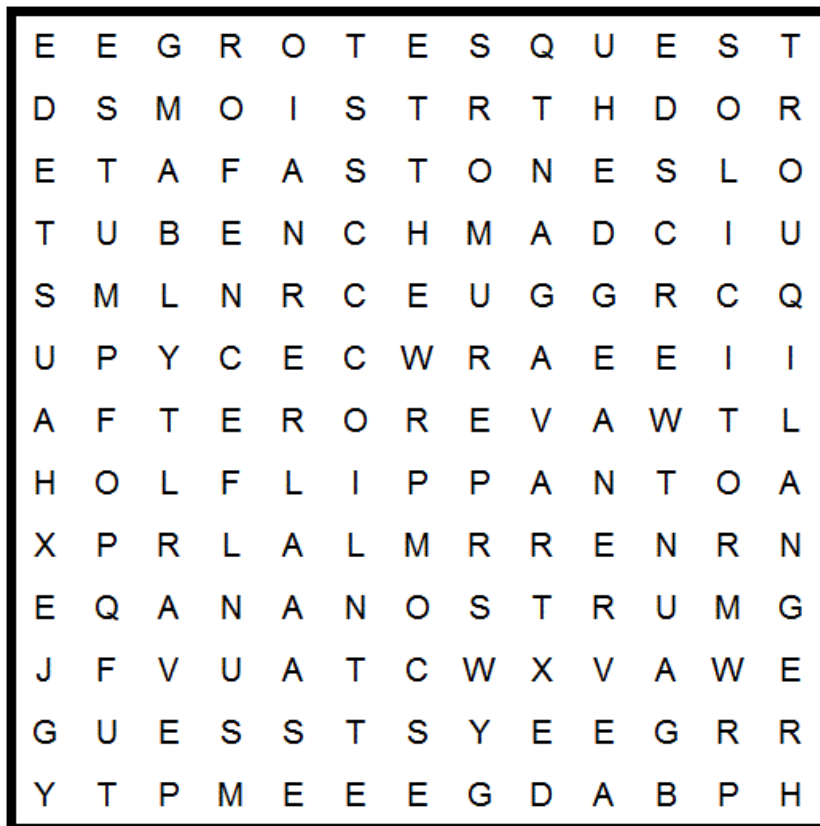 E E G R O T E S Q U E S T
D S M O I S T R T H D O R
E T A F A S T O N E S L O
T U B E N C H M A D C I U
S M L N R C E U G G R C Q
U P Y C E C W R A E E I I
A F T E R O R E V A W T L
H O L F L I P P A N T O A
X P R L A L M R R E N R N
E Q A N A N O S T R U M G
J F V U A T C W X V A W E
G U E S S T S Y E E G R R
Y T P M E E E G D A B P H